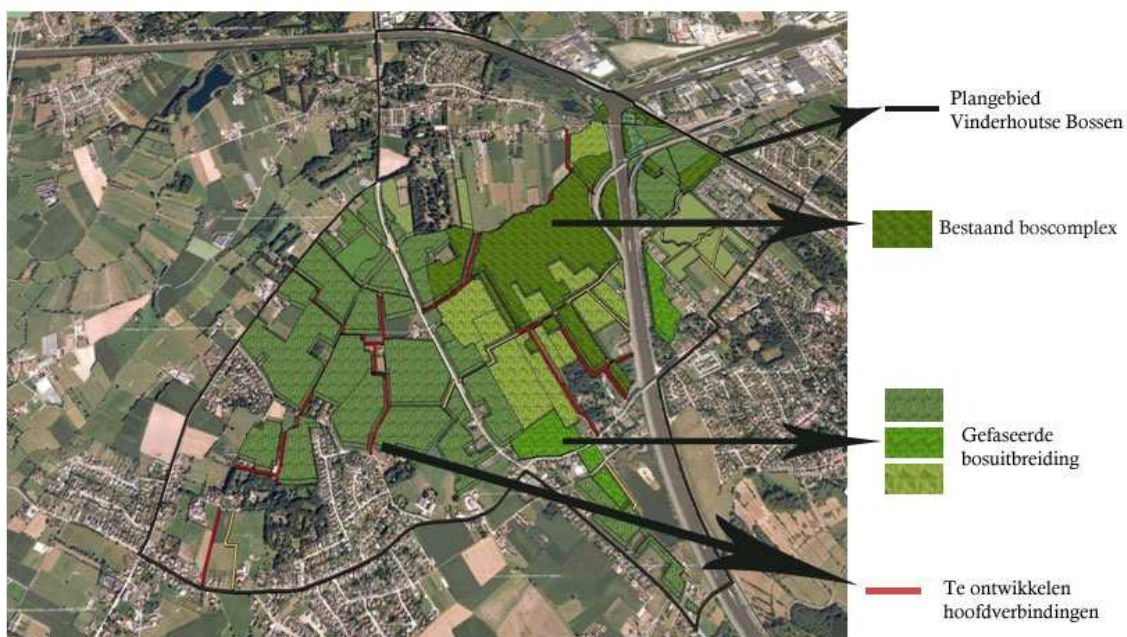 Plangebied
Vinderhoutse Bossen
Bestaand boscomplex
Gefaseerde
bosuitbreiding
Te ontwikkelen
hoofdverbindingen